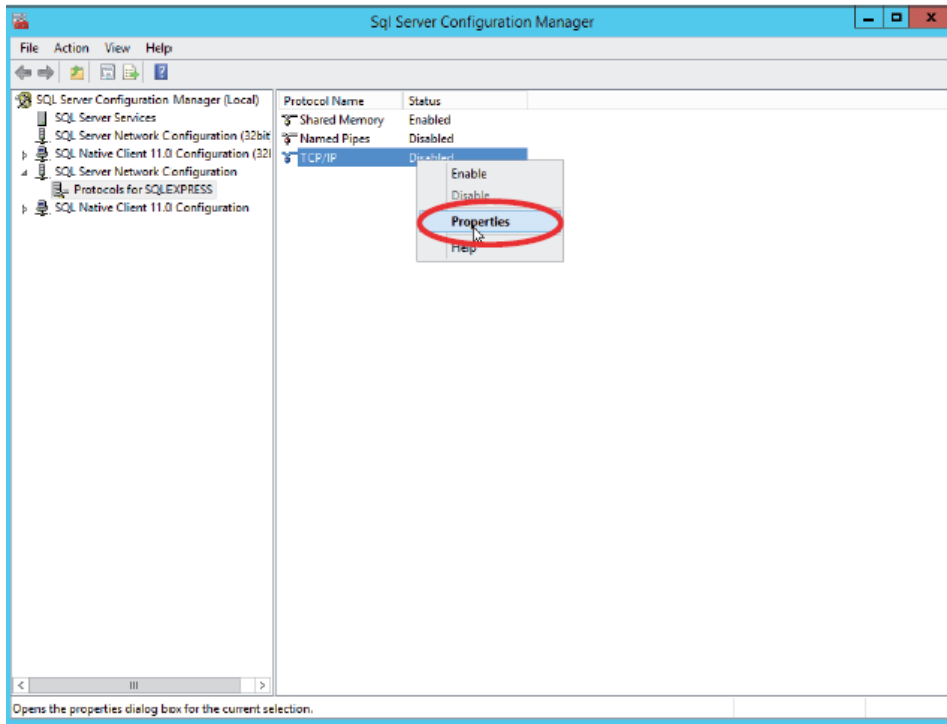 Sql Server Configuration Manager
File Action View Help
SQL Server Configuration Manager (Local)
SQL Server Services
SQL Server Network Configuration (32bit
SQL Native Client 11.0 Configuration (32l
SQL Server Network Configuration
Protocols for SQLEXPRESS
SQL Native Client 11.0 Configuration
Protocol Name Status
Shared Memory Enabled
Named Pipes Disabled
TCP/IP Disabled
Enable
Disable
Properties
Help
Opens the properties dialog box for the current selection.